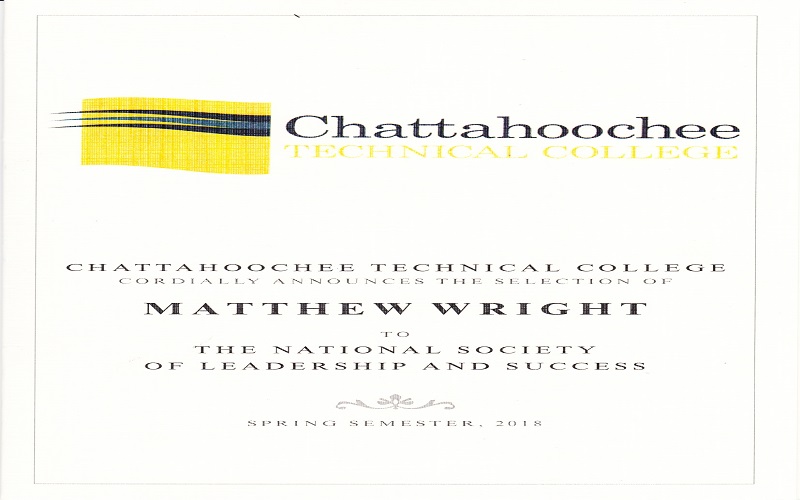 Chattahoochee
TECHNICAL COLLEGE
CHATTAHOOCHEE TECHNICAL COLLEGE
CORDIALLY ANNOUNCES THE SELECTION OF
MATTHEW WRIGHT
TO
THE NATIONAL SOCIETY
OF LEADERSHIP AND SUCCESS
SPRING SEMESTER, 2018